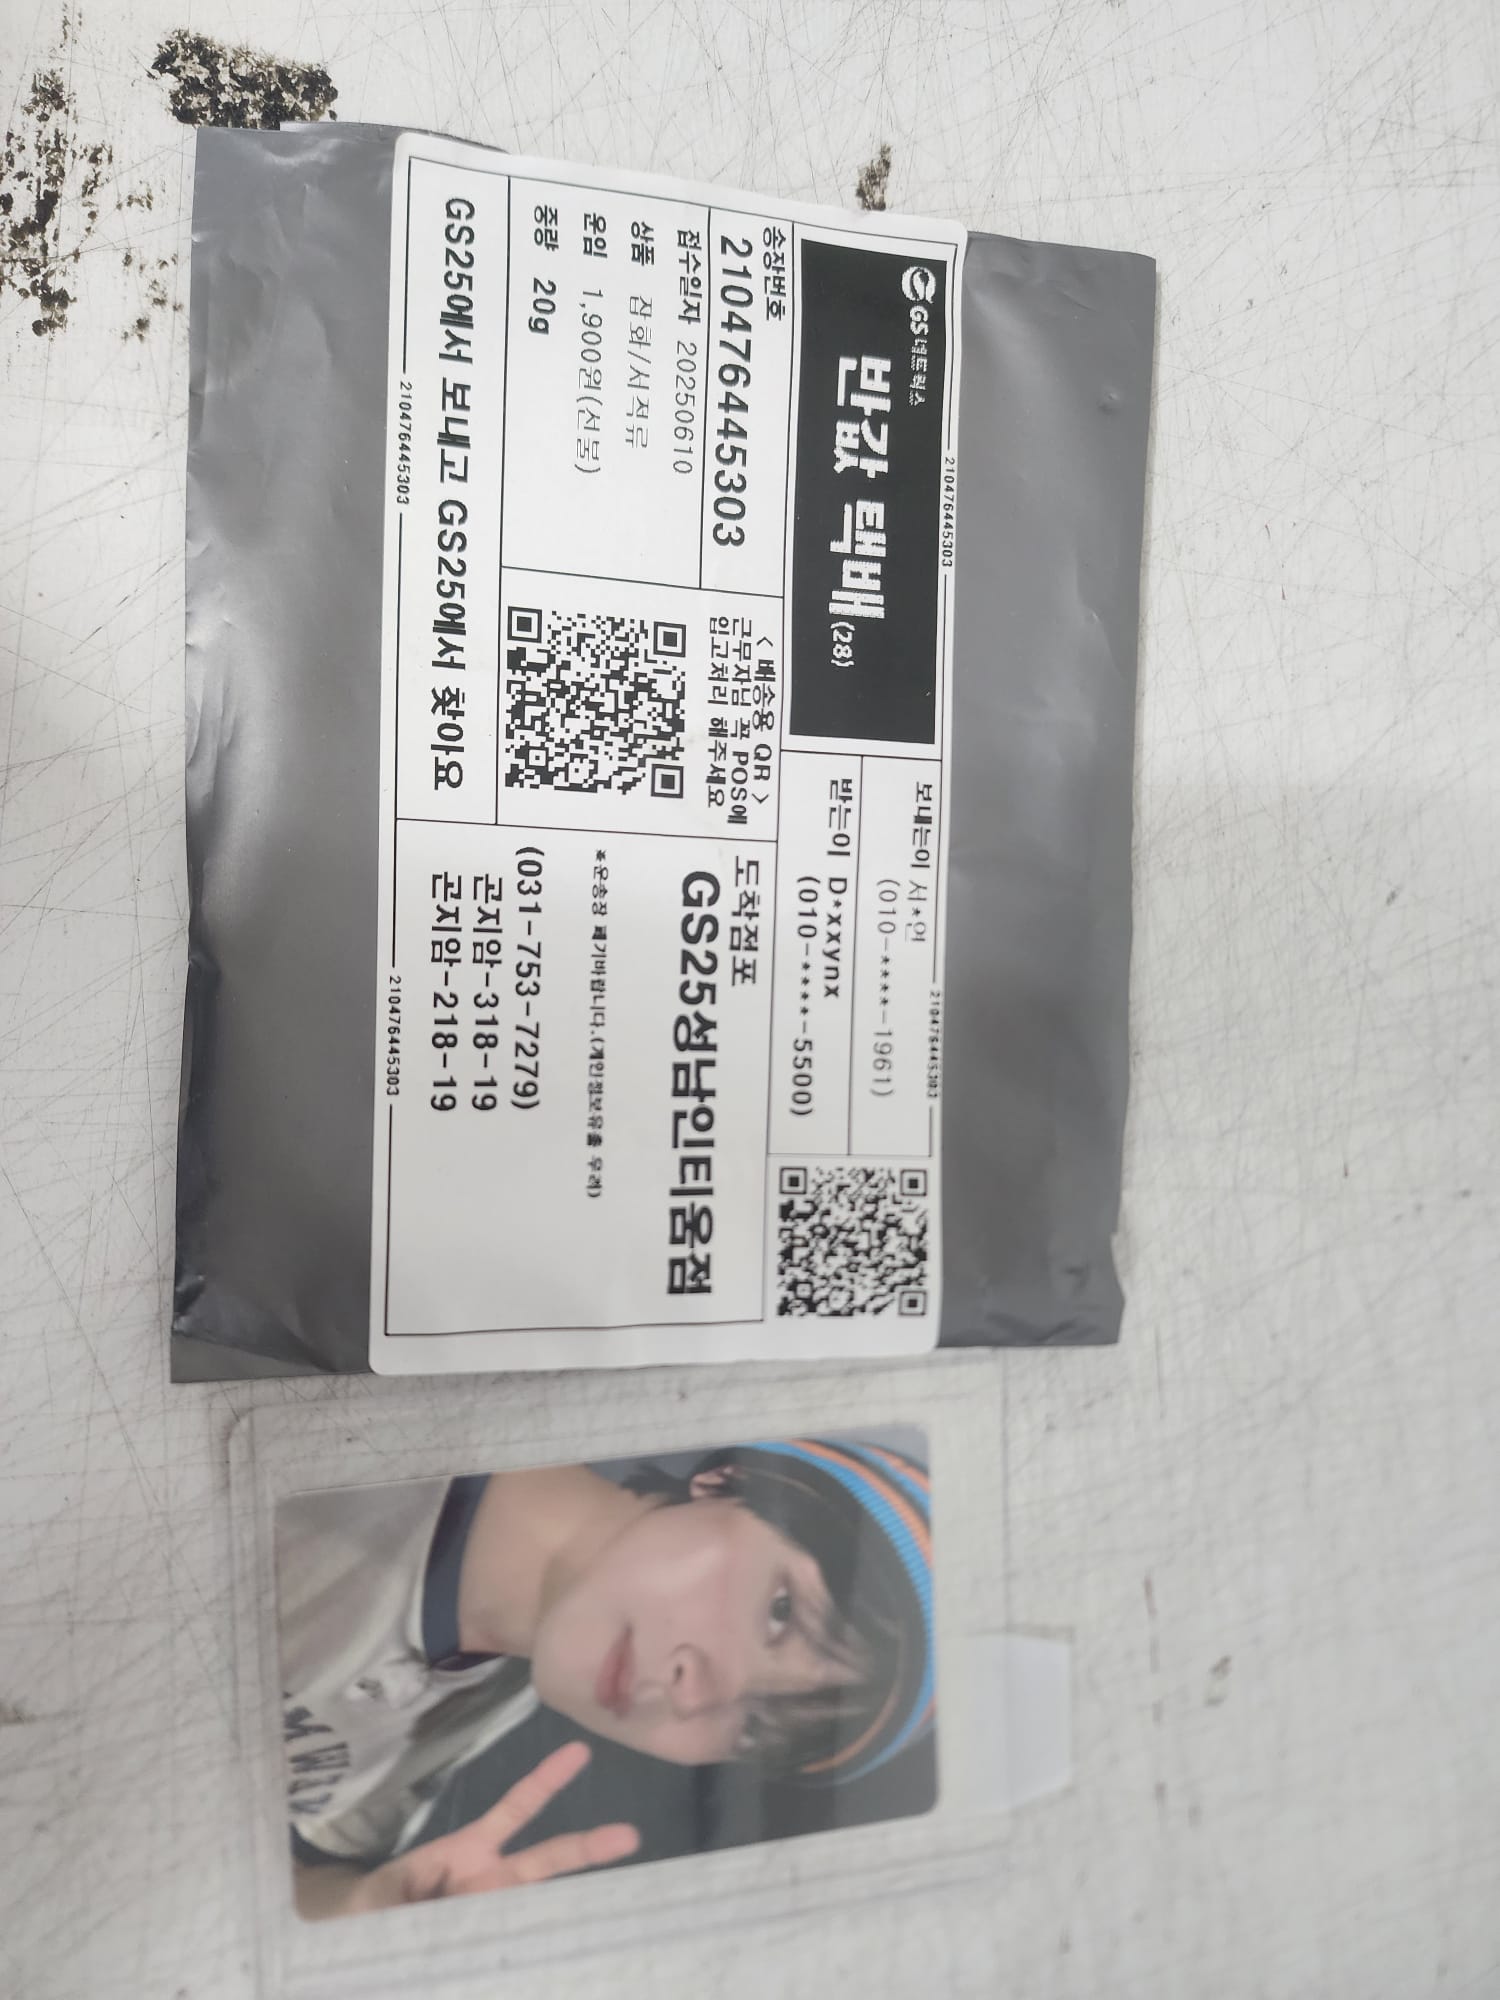 210476445303
GS네트웍스
반값 택배(28)
보내는이 서*연
(010-****-1961)
받는이 D*xxynx
(010-****-5500)
210476445303
송장번호
210476445303
접수일자 20250610
상품 잡화/서적류
운임 1,900원(선불)
중량 20g
< 배송용 QR >
근무자님 꼭 POS에
입고처리 해주세요
도착점포
GS25성남인티움점
※운송장 폐기바랍니다.(개인정보유출 우려)
(031-753-7279)
곤지암-318-19
곤지암-218-19
GS25에서 보내고 GS25에서 찾아요
210476445303
210476445303